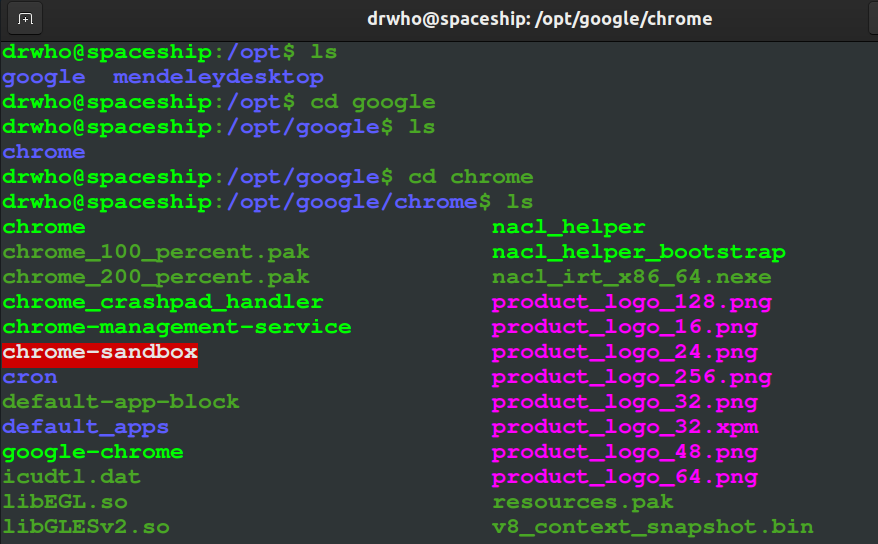 drwho@spaceship: /opt/google/chrome
drwho@spaceship:/opt$ ls
google  mendeleydesktop
drwho@spaceship:/opt$ cd google
drwho@spaceship:/opt/google$ ls
chrome
drwho@spaceship:/opt/google$ cd chrome
drwho@spaceship:/opt/google/chrome$ ls
chrome  nacl_helper
chrome_100_percent.pak  nacl_helper_bootstrap
chrome_200_percent.pak  nacl_irt_x86_64.nexe
chrome_crashpad_handler  product_logo_128.png
chrome-management-service  product_logo_16.png
chrome-sandbox  product_logo_24.png
cron  product_logo_256.png
default-app-block  product_logo_32.png
default_apps  product_logo_32.xpm
google-chrome  product_logo_48.png
icudtl.dat  product_logo_64.png
libEGL.so  resources.pak
libGLESv2.so  v8_context_snapshot.bin